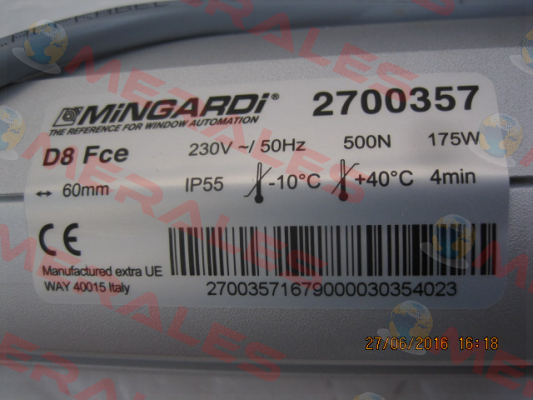 MiNGARDi® 2700357
THE REFERENCE FOR WINDOW AUTOMATION
D8 Fce 230V ~/ 50Hz 500N 175W
↔ 60mm IP55 -10°C +40°C 4min
CE
Manufactured extra UE
WAY 40015 Italy
27003571679000030354023
27/06/2016 16:18
MERALES